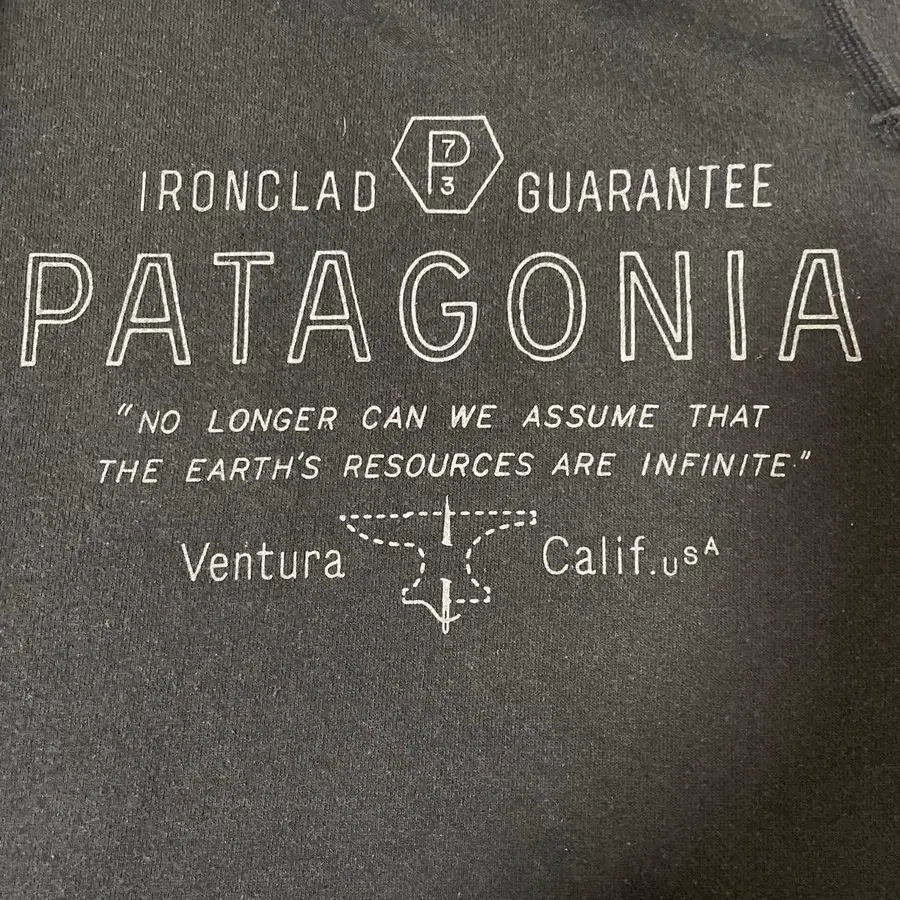 P 7 3
IRONCLAD GUARANTEE
PATAGONIA
"NO LONGER CAN WE ASSUME THAT
THE EARTH'S RESOURCES ARE INFINITE"
Ventura Calif. USA